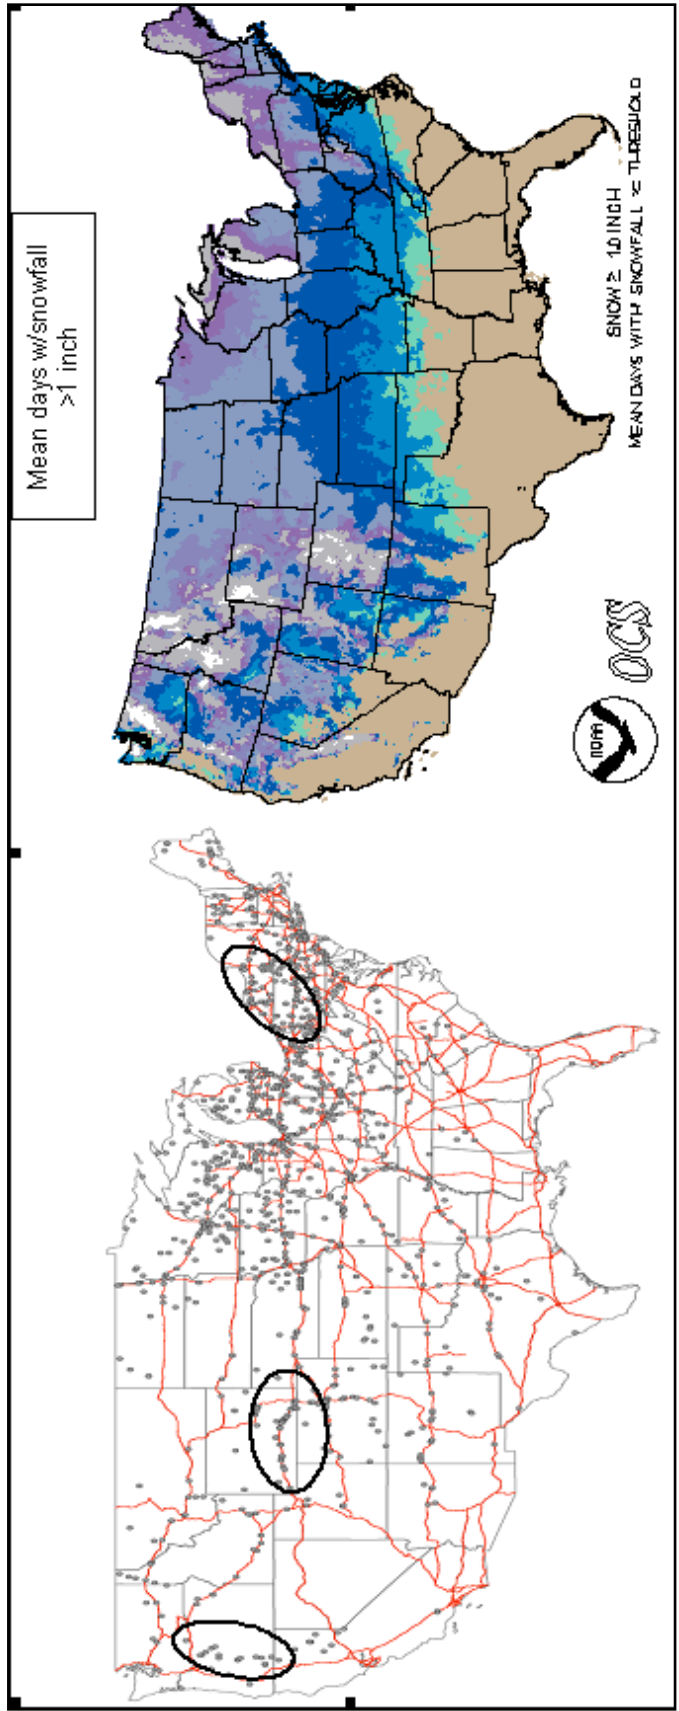 Mean days w/snowfall
>1 inch
SNOW ≥ 1.0 INCH
MEAN DAYS WITH SNOWFALL >= THRESHOLD
NOAA
OCS